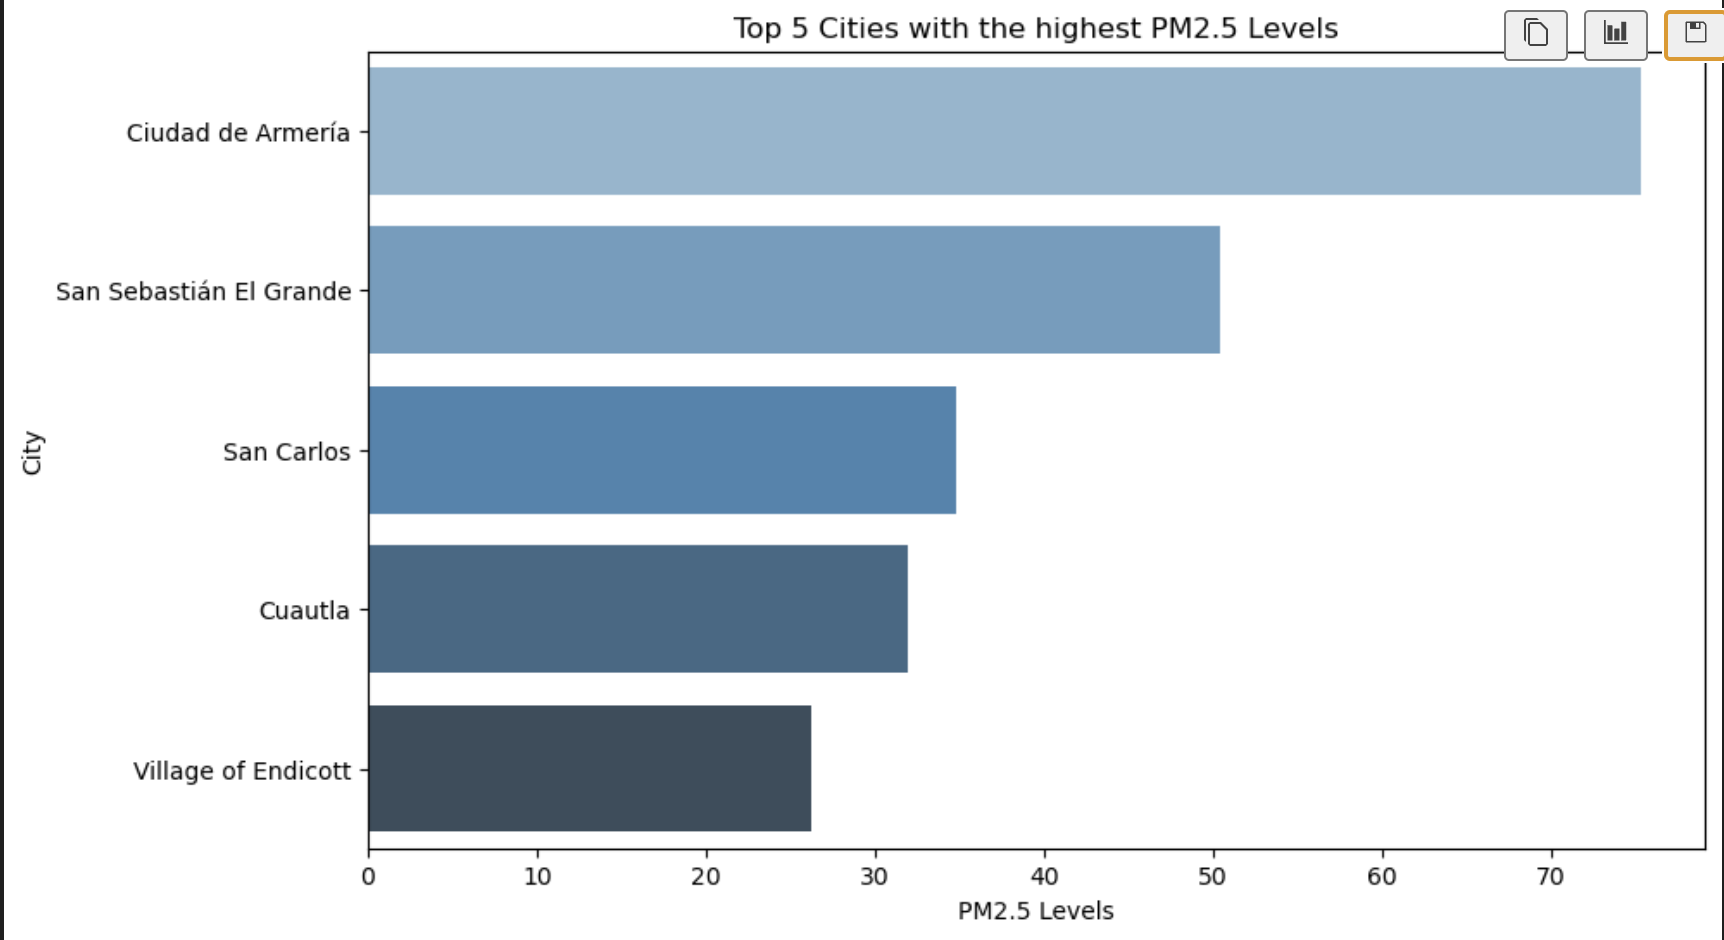 Top 5 Cities with the highest PM2.5 Levels
Ciudad de Armería
San Sebastián El Grande
San Carlos
City
Cuautla
Village of Endicott
0 10 20 30 40 50 60 70
PM2.5 Levels